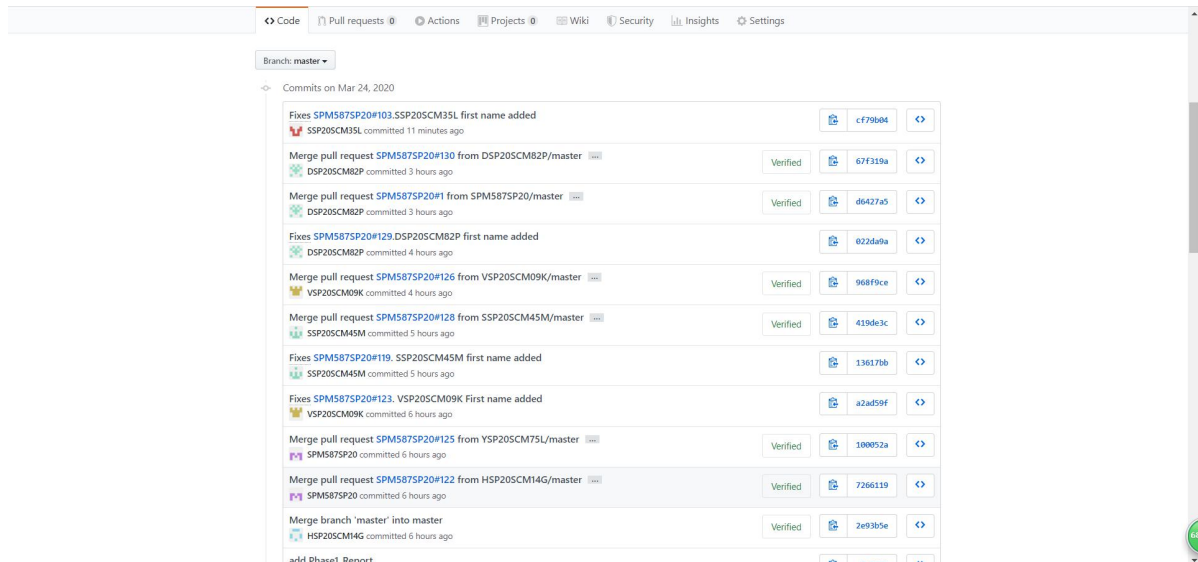 Code Pull requests 0 Actions Projects 0 Wiki Security Insights Settings
Branch: master
Commits on Mar 24, 2020
Fixes SPM587SP20#103.SSP20SCM35L first name added
SSP20SCM35L committed 11 minutes ago
cf79b04
Merge pull request SPM587SP20#130 from DSP20SCM82P/master ...
DSP20SCM82P committed 3 hours ago
Verified 67f319a
Merge pull request SPM587SP20#1 from SPM587SP20/master ...
DSP20SCM82P committed 3 hours ago
Verified d6427a5
Fixes SPM587SP20#129.DSP20SCM82P first name added
DSP20SCM82P committed 4 hours ago
022da9a
Merge pull request SPM587SP20#126 from VSP20SCM09K/master ...
VSP20SCM09K committed 4 hours ago
Verified 968f9ce
Merge pull request SPM587SP20#128 from SSP20SCM45M/master ...
SSP20SCM45M committed 5 hours ago
Verified 419de3c
Fixes SPM587SP20#119. SSP20SCM45M first name added
SSP20SCM45M committed 5 hours ago
13617bb
Fixes SPM587SP20#123. VSP20SCM09K First name added
VSP20SCM09K committed 6 hours ago
a2ad59f
Merge pull request SPM587SP20#125 from YSP20SCM75L/master ...
SPM587SP20 committed 6 hours ago
Verified 100052a
Merge pull request SPM587SP20#122 from HSP20SCM14G/master ...
SPM587SP20 committed 6 hours ago
Verified 7266119
Merge branch 'master' into master
HSP20SCM14G committed 6 hours ago
Verified 2e93b5e
add Phase1 Report